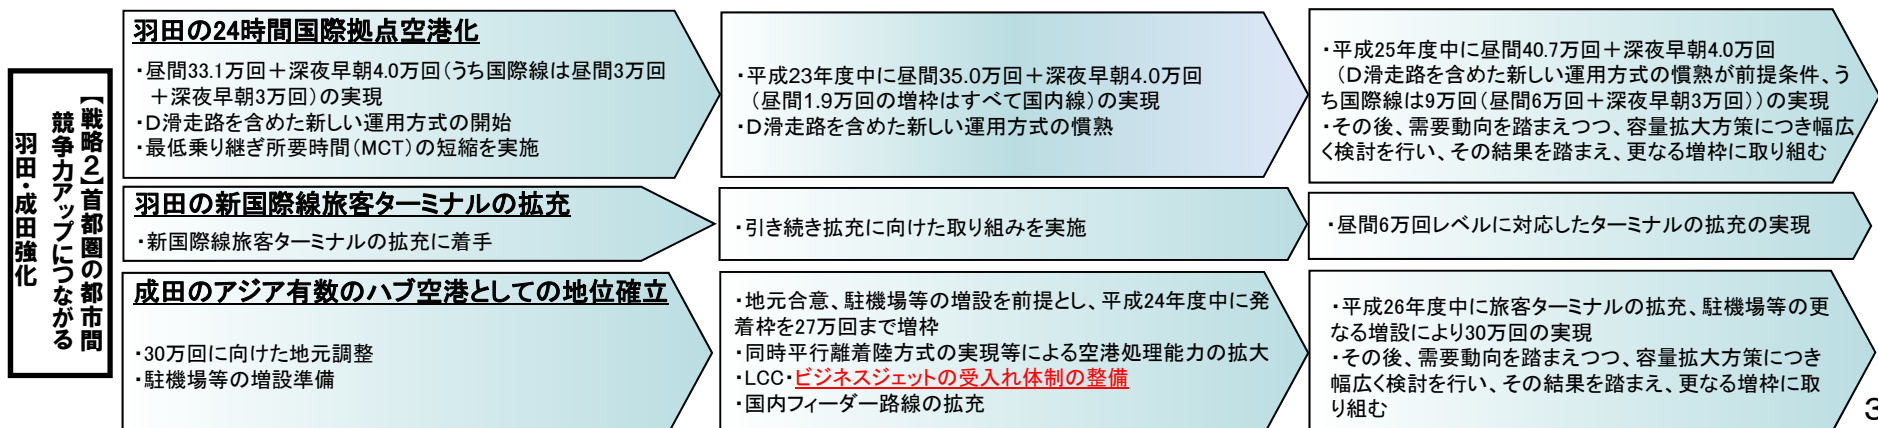 【戦略2】首都圏の都市間
競争力アップにつながる
羽田・成田強化
羽田の24時間国際拠点空港化
・昼間33.1万回＋深夜早朝4.0万回（うち国際線は昼間3万回
＋深夜早朝3万回）の実現
・D滑走路を含めた新しい運用方式の開始
・最低乗り継ぎ所要時間（MCT）の短縮を実施
・平成23年度中に昼間35.0万回＋深夜早朝4.0万回
（昼間1.9万回の増枠はすべて国内線）の実現
・D滑走路を含めた新しい運用方式の慣熟
・平成25年度中に昼間40.7万回＋深夜早朝4.0万回
（D滑走路を含めた新しい運用方式の慣熟が前提条件、う
ち国際線は9万回（昼間6万回＋深夜早朝3万回））の実現
・その後、需要動向を踏まえつつ、容量拡大方策につき幅広
く検討を行い、その結果を踏まえ、更なる増枠に取り組む
羽田の新国際線旅客ターミナルの拡充
・新国際線旅客ターミナルの拡充に着手
・引き続き拡充に向けた取り組みを実施
・昼間6万回レベルに対応したターミナルの拡充の実現
成田のアジア有数のハブ空港としての地位確立
・30万回に向けた地元調整
・駐機場等の増設準備
・地元合意、駐機場等の増設を前提とし、平成24年度中に発
着枠を27万回まで増枠
・同時平行離着陸方式の実現等による空港処理能力の拡大
・LCC・ビジネスジェットの受入れ体制の整備
・国内フィーダー路線の拡充
・平成26年度中に旅客ターミナルの拡充、駐機場等の更
なる増設により30万回の実現
・その後、需要動向を踏まえつつ、容量拡大方策につき
幅広く検討を行い、その結果を踏まえ、更なる増枠に取
り組む
3